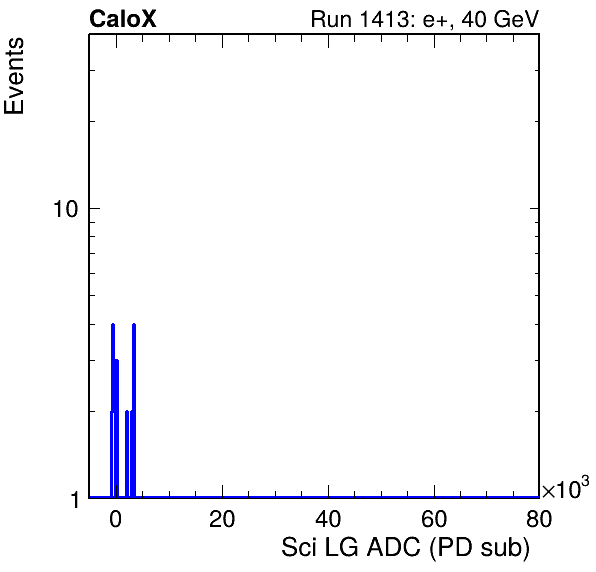 CaloX Run 1413: e+, 40 GeV
Events
10
1
0 20 40 60 80
×10³
Sci LG ADC (PD sub)